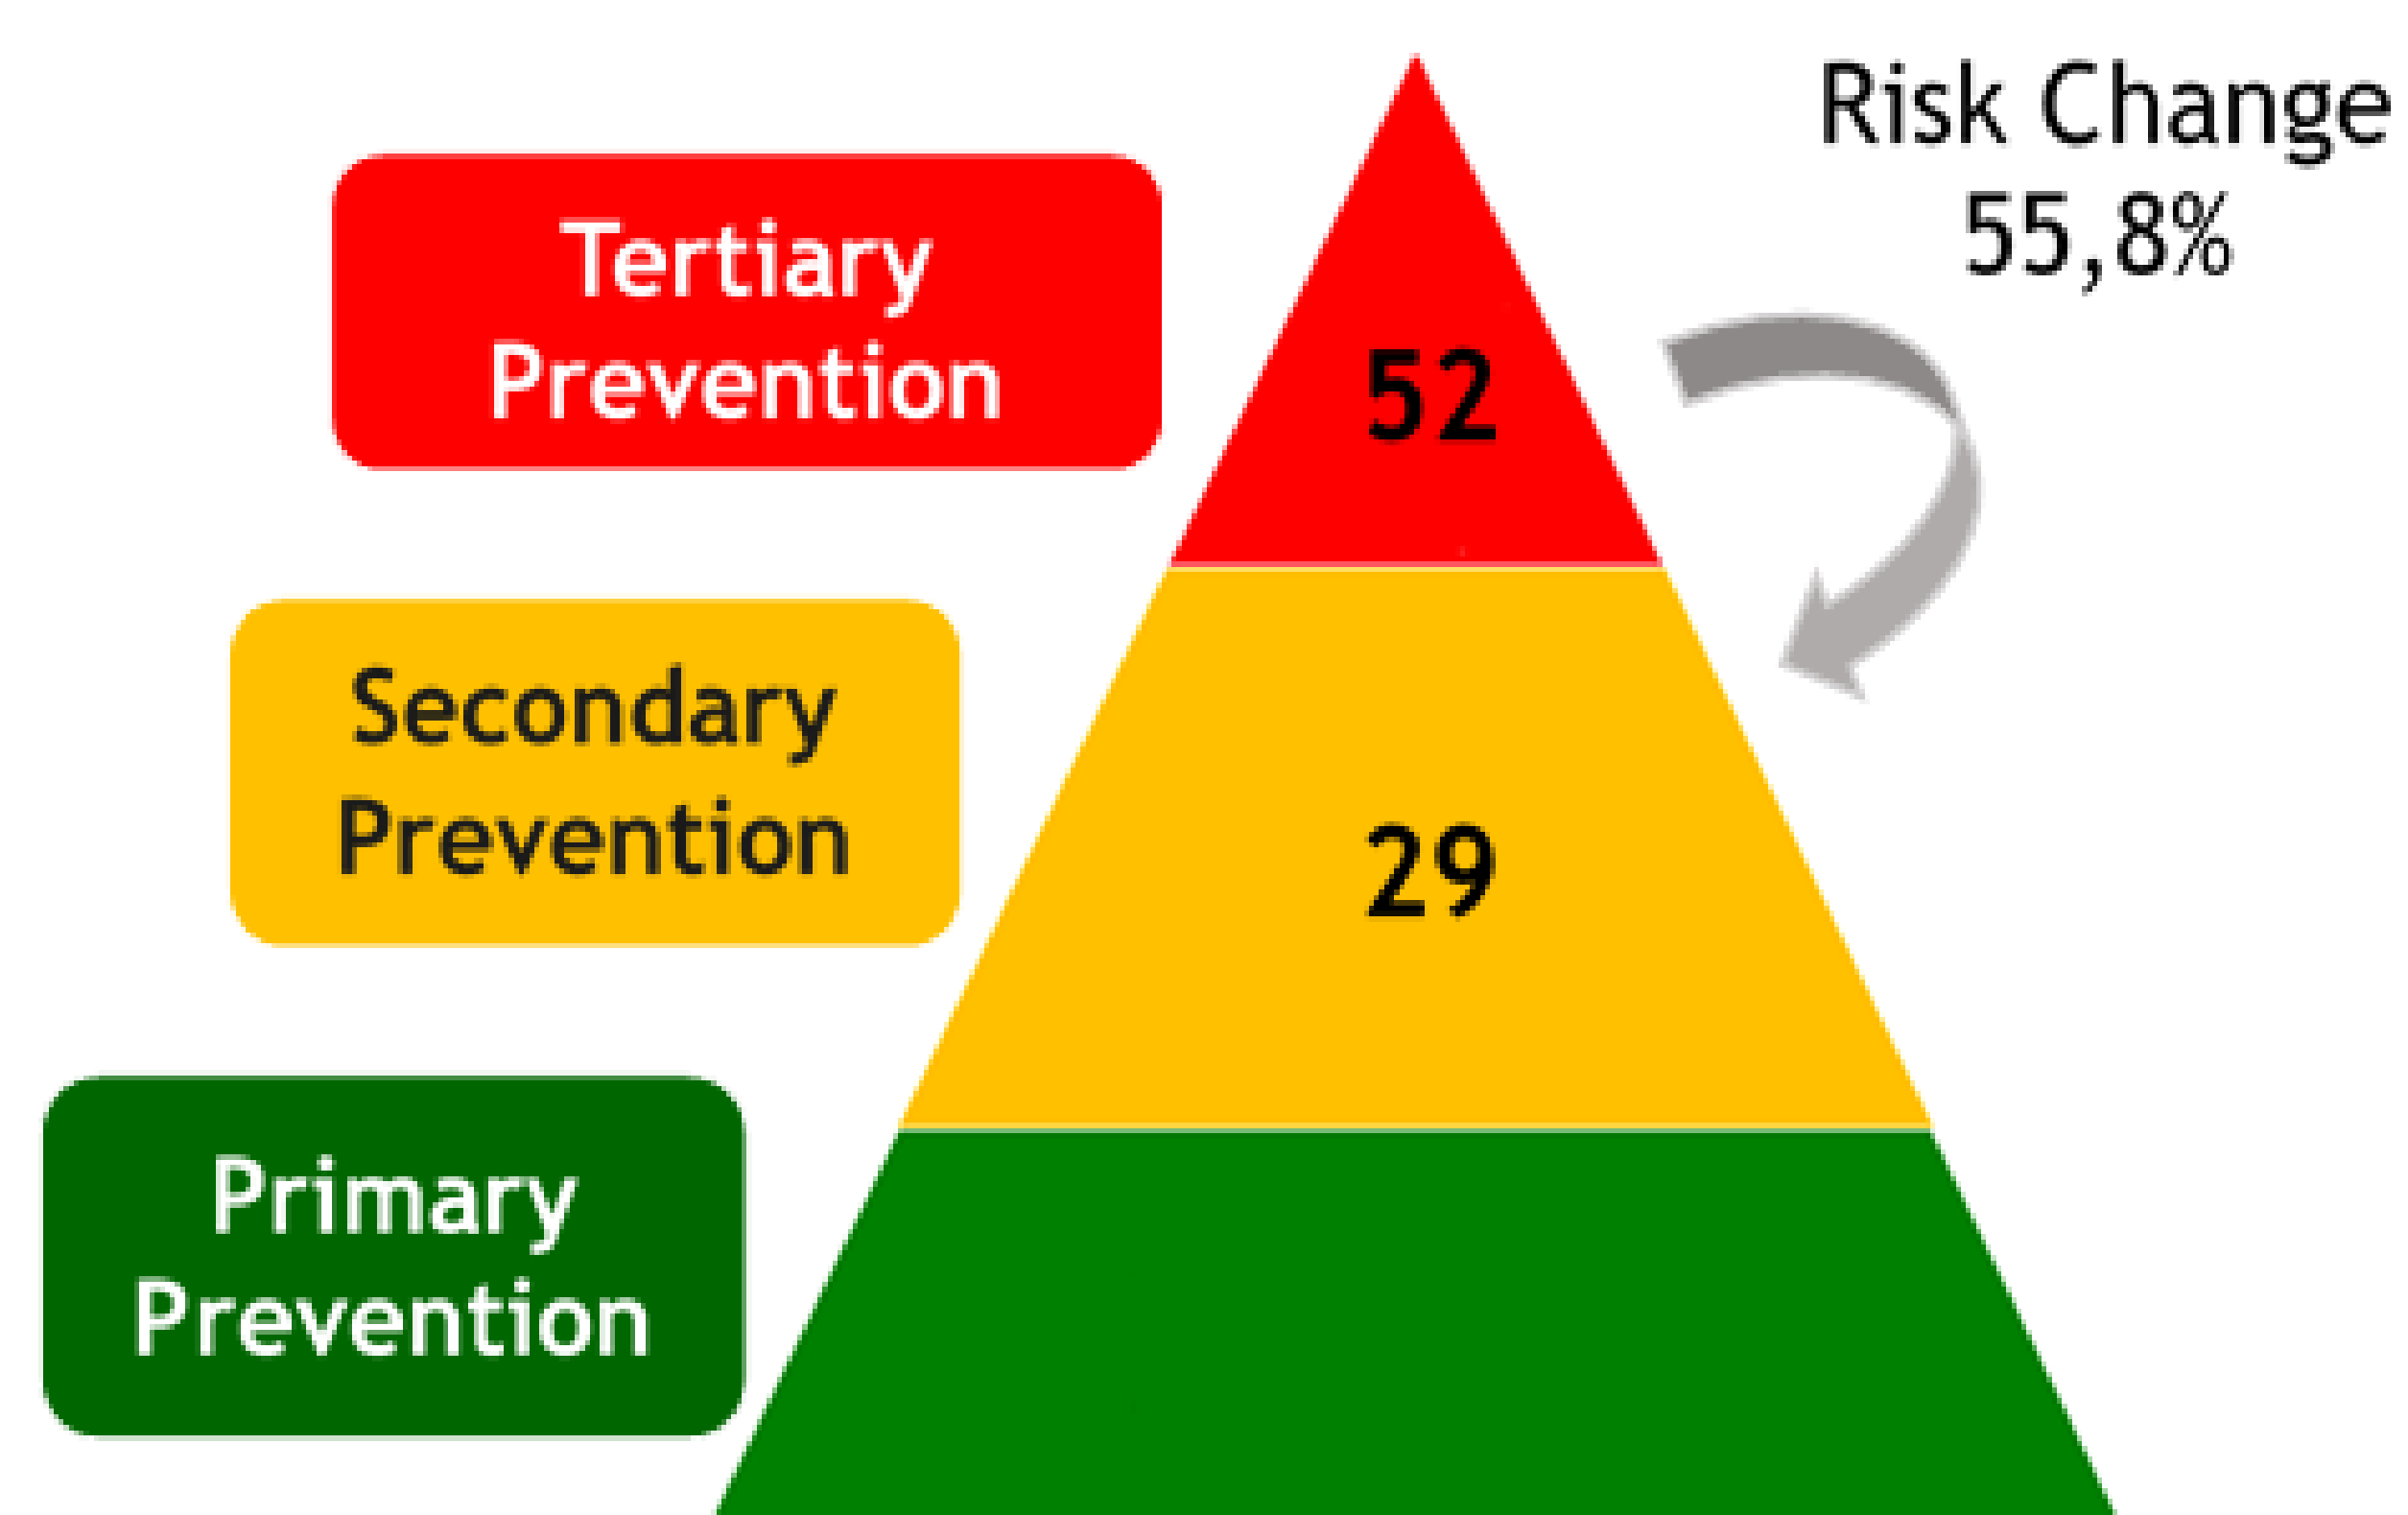 Risk Change
55,8%
Tertiary
Prevention
52
Secondary
Prevention
29
Primary
Prevention